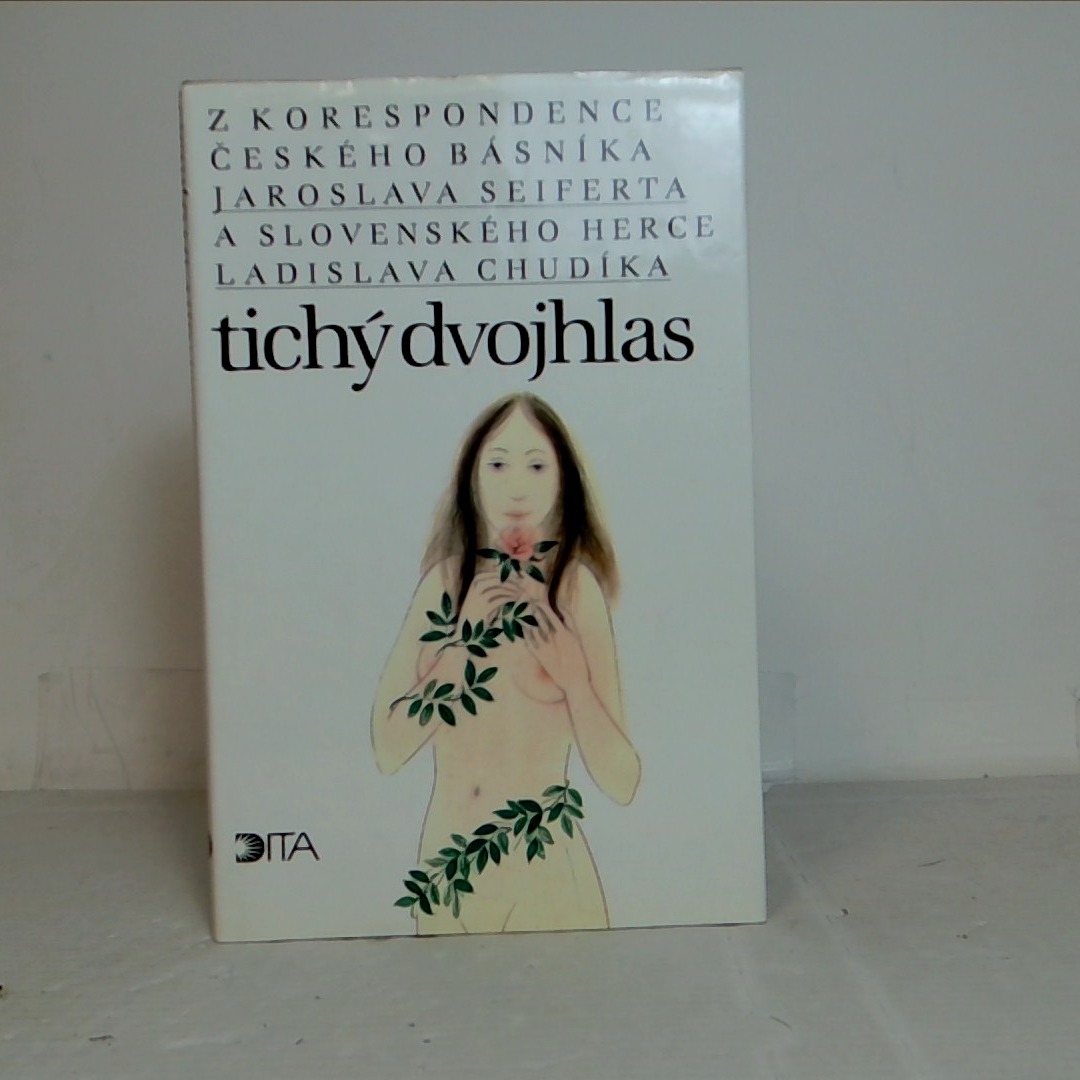 Z KORESPONDENCE
ČESKÉHO BÁSNÍKA
JAROSLAVA SEIFERTA
A SLOVENSKÉHO HERCE
LADISLAVA CHUDÍKA
tichý dvojhlas
DITA